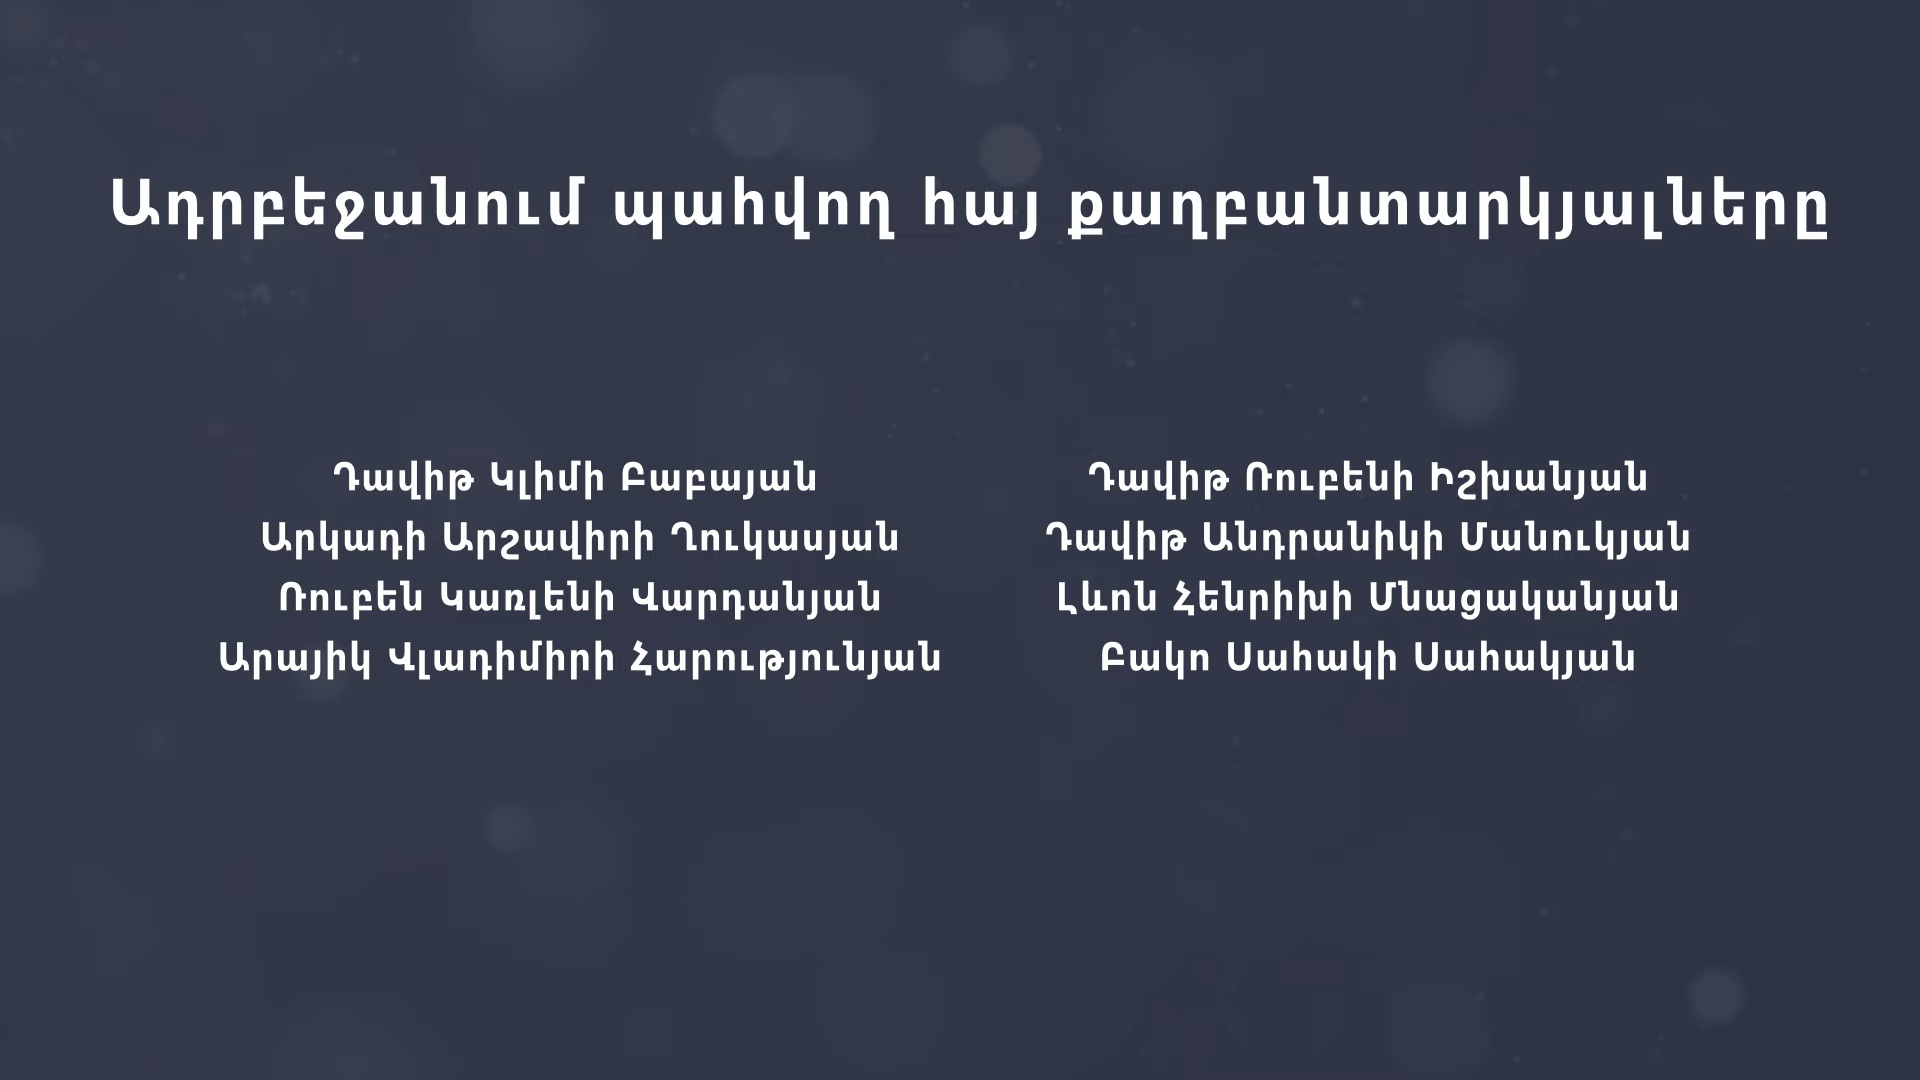 Ադրբեջանում պահվող հայ քաղբանտարկյալները
Դավիթ Կլիմի Բաբայան
Արկադի Արշավիրի Ղուկասյան
Ռուբեն Կառլենի Վարդանյան
Արայիկ Վլադիմիրի Հարությունյան
Դավիթ Ռուբենի Իշխանյան
Դավիթ Անդրանիկի Մանուկյան
Լևոն Հենրիխի Մնացականյան
Բակո Սահակի Սահակյան